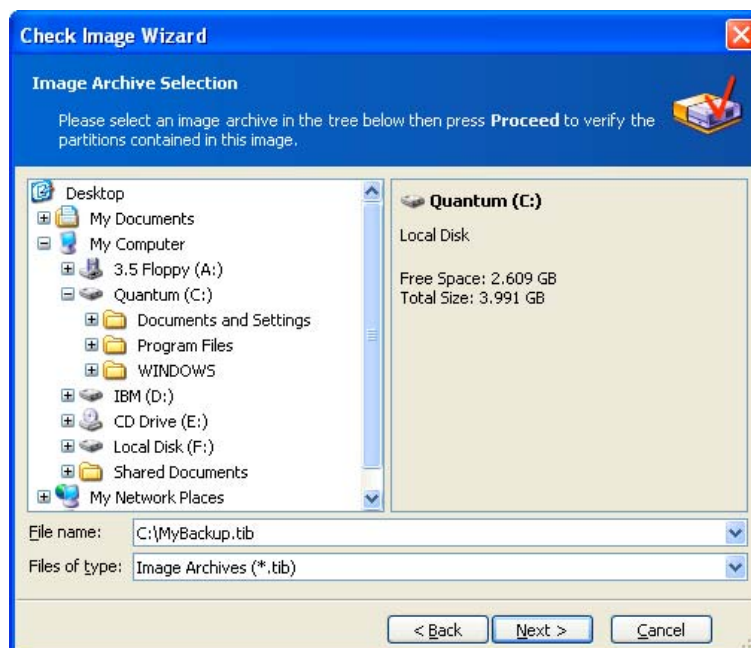 Check Image Wizard
Image Archive Selection
Please select an image archive in the tree below then press Proceed to verify the
partitions contained in this image.
Desktop
My Documents
My Computer
3.5 Floppy (A:)
Quantum (C:)
Documents and Settings
Program Files
WINDOWS
IBM (D:)
CD Drive (E:)
Local Disk (F:)
Shared Documents
My Network Places
Quantum (C:)
Local Disk
Free Space: 2.609 GB
Total Size: 3.991 GB
File name: C:\MyBackup.tib
Files of type: Image Archives (*.tib)
< Back Next > Cancel